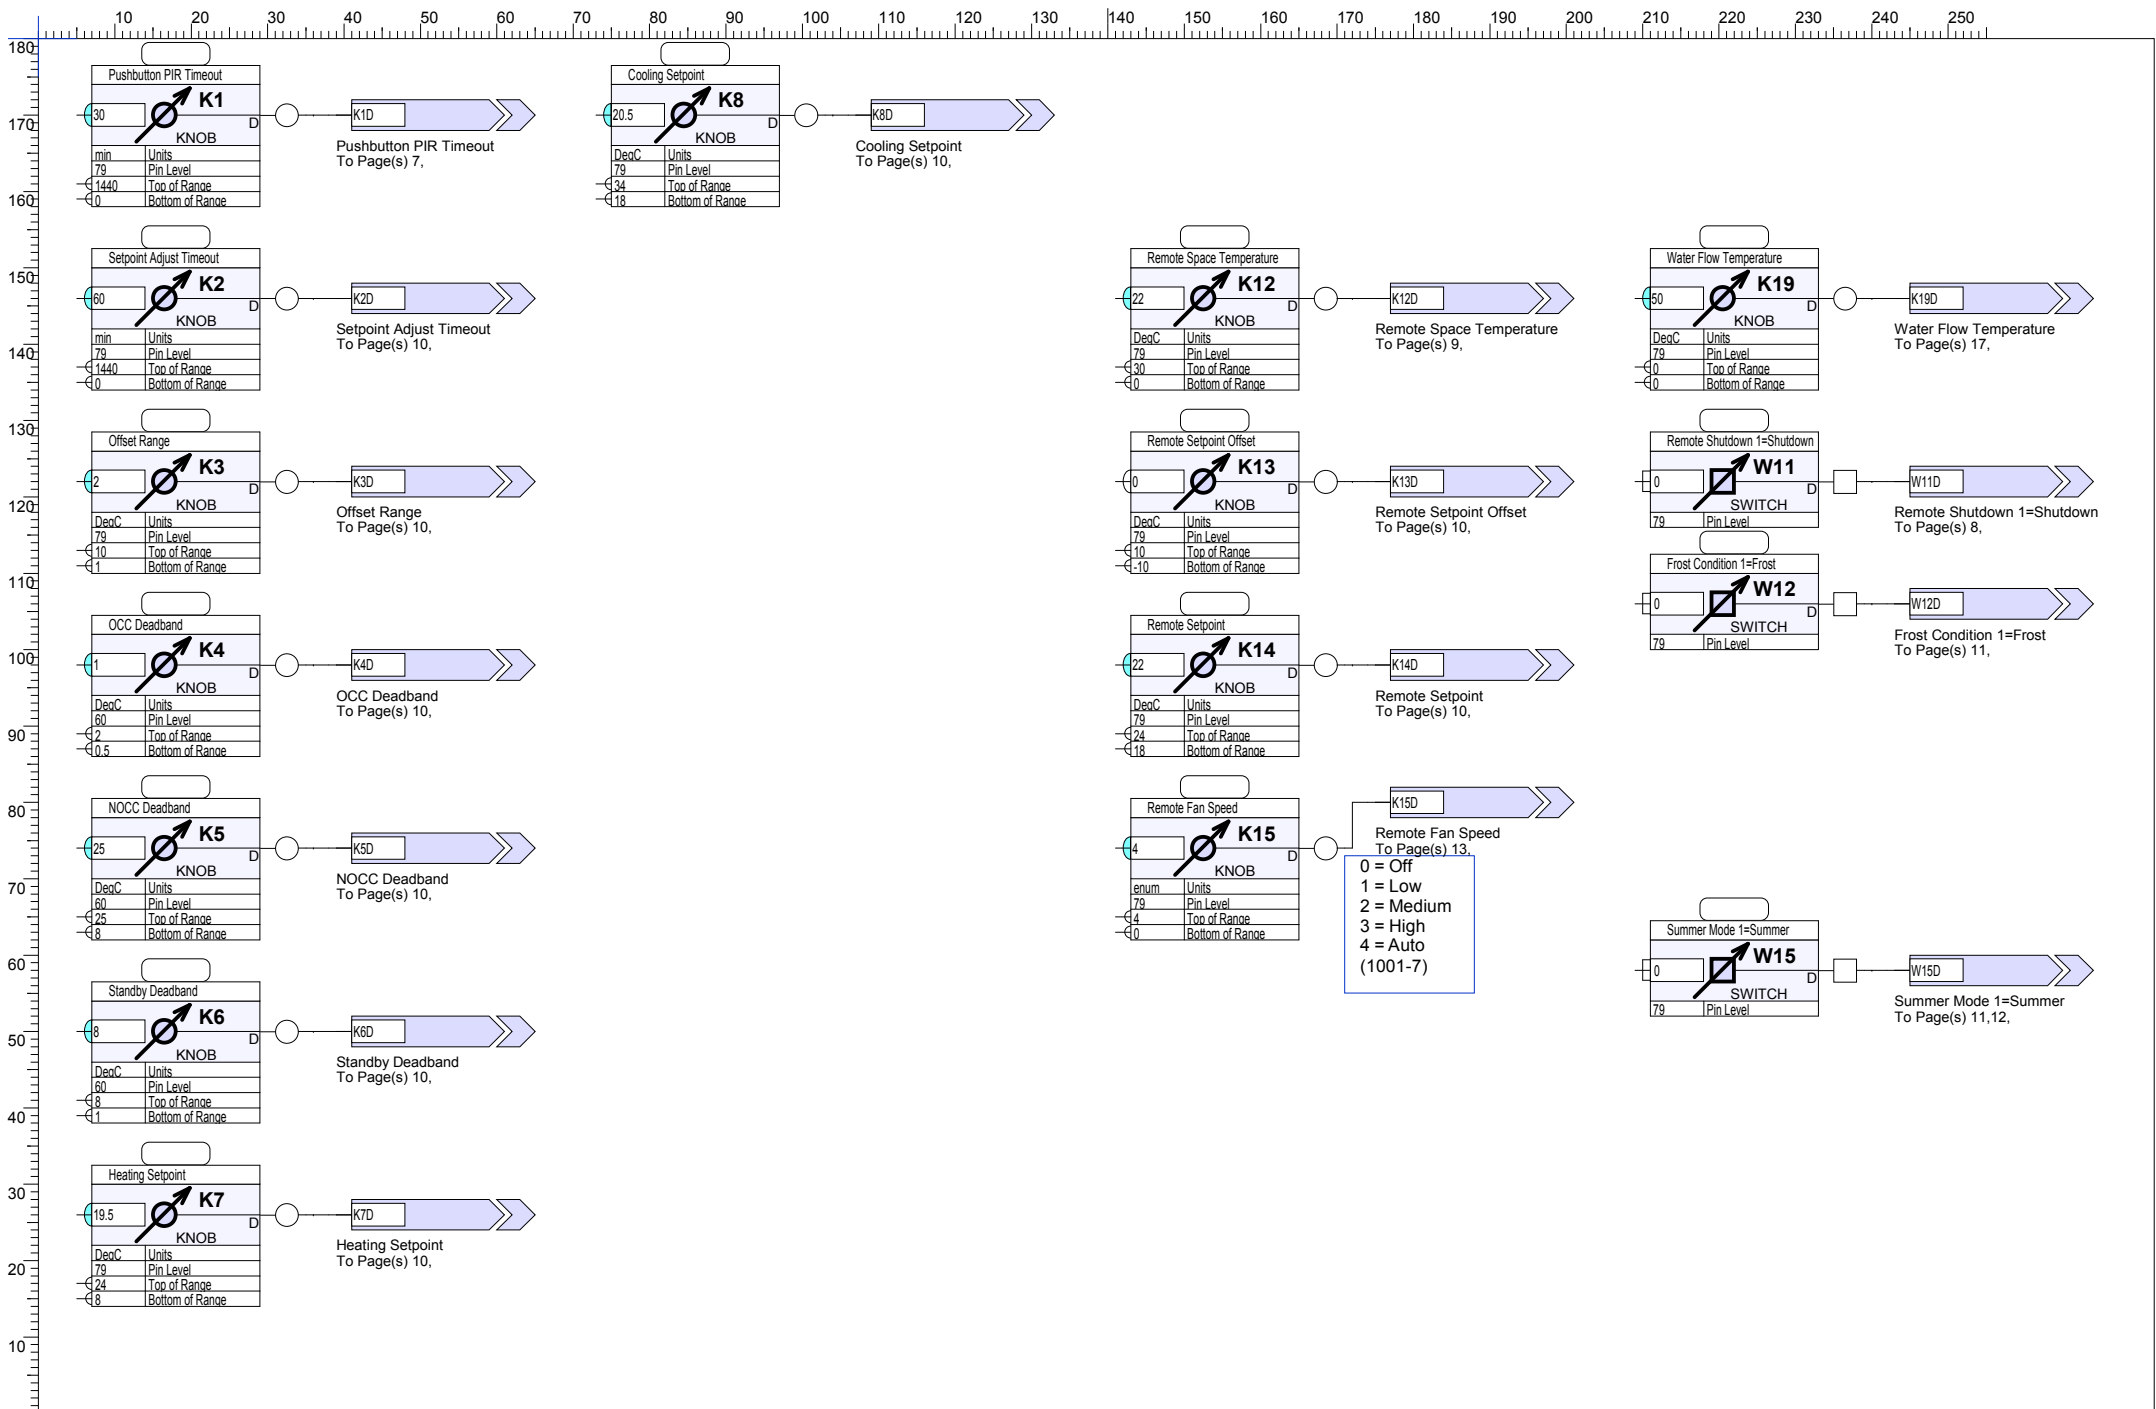 10 20 30 40 50 60 70 80 90 100 110 120 130 140 150 160 170 180 190 200 210 220 230 240 250
180
170
160
150
140
130
120
110
100
90
80
70
60
50
40
30
20
10
Pushbutton PIR Timeout
30
K1
D
KNOB
min Units
79 Pin Level
1440 Top of Range
0 Bottom of Range
K1D
Pushbutton PIR Timeout
To Page(s) 7,
Setpoint Adjust Timeout
60
K2
D
KNOB
min Units
79 Pin Level
1440 Top of Range
0 Bottom of Range
K2D
Setpoint Adjust Timeout
To Page(s) 10,
Offset Range
2
K3
D
KNOB
DegC Units
79 Pin Level
10 Top of Range
1 Bottom of Range
K3D
Offset Range
To Page(s) 10,
OCC Deadband
1
K4
D
KNOB
DegC Units
60 Pin Level
2 Top of Range
0.5 Bottom of Range
K4D
OCC Deadband
To Page(s) 10,
NOCC Deadband
25
K5
D
KNOB
DegC Units
60 Pin Level
25 Top of Range
8 Bottom of Range
K5D
NOCC Deadband
To Page(s) 10,
Standby Deadband
8
K6
D
KNOB
DegC Units
60 Pin Level
8 Top of Range
1 Bottom of Range
K6D
Standby Deadband
To Page(s) 10,
Heating Setpoint
19.5
K7
D
KNOB
DegC Units
79 Pin Level
24 Top of Range
8 Bottom of Range
K7D
Heating Setpoint
To Page(s) 10,
Cooling Setpoint
20.5
K8
D
KNOB
DegC Units
79 Pin Level
34 Top of Range
18 Bottom of Range
K8D
Cooling Setpoint
To Page(s) 10,
Remote Space Temperature
22
K12
D
KNOB
DegC Units
79 Pin Level
30 Top of Range
0 Bottom of Range
K12D
Remote Space Temperature
To Page(s) 9,
Remote Setpoint Offset
0
K13
D
KNOB
DegC Units
79 Pin Level
10 Top of Range
-10 Bottom of Range
K13D
Remote Setpoint Offset
To Page(s) 10,
Remote Setpoint
22
K14
D
KNOB
DegC Units
79 Pin Level
24 Top of Range
18 Bottom of Range
K14D
Remote Setpoint
To Page(s) 10,
Remote Fan Speed
4
K15
D
KNOB
enum Units
79 Pin Level
4 Top of Range
0 Bottom of Range
K15D
Remote Fan Speed
To Page(s) 13,
0 = Off
1 = Low
2 = Medium
3 = High
4 = Auto
(1001-7)
Water Flow Temperature
50
K19
D
KNOB
DegC Units
79 Pin Level
0 Top of Range
0 Bottom of Range
K19D
Water Flow Temperature
To Page(s) 17,
Remote Shutdown 1=Shutdown
0
W11
D
SWITCH
79 Pin Level
W11D
Remote Shutdown 1=Shutdown
To Page(s) 8,
Frost Condition 1=Frost
0
W12
D
SWITCH
79 Pin Level
W12D
Frost Condition 1=Frost
To Page(s) 11,
Summer Mode 1=Summer
0
W15
D
SWITCH
79 Pin Level
W15D
Summer Mode 1=Summer
To Page(s) 11,12,